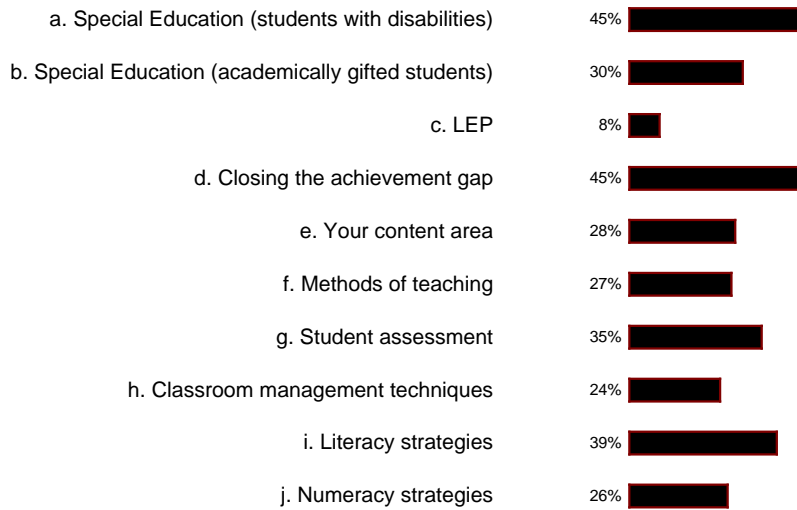 a. Special Education (students with disabilities) 45%
b. Special Education (academically gifted students) 30%
c. LEP 8%
d. Closing the achievement gap 45%
e. Your content area 28%
f. Methods of teaching 27%
g. Student assessment 35%
h. Classroom management techniques 24%
i. Literacy strategies 39%
j. Numeracy strategies 26%